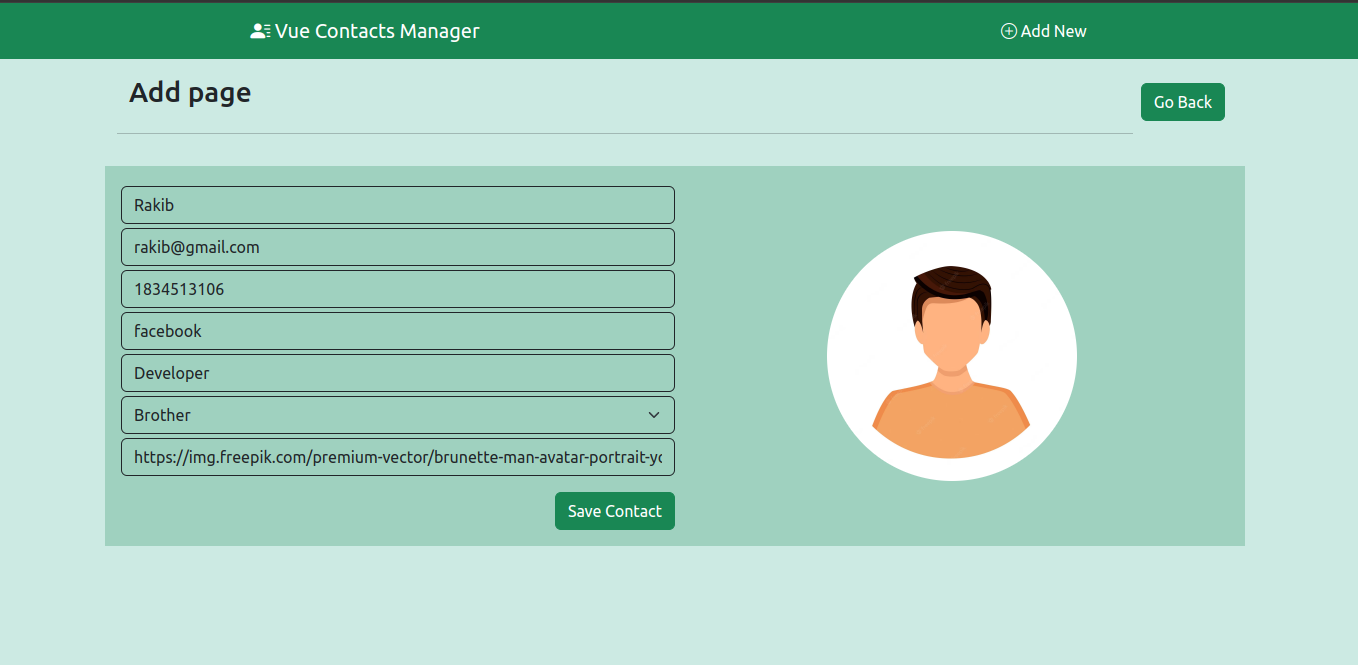 Vue Contacts Manager
Add New
Add page
Go Back
Rakib
rakib@gmail.com
1834513106
facebook
Developer
Brother
https://img.freepik.com/premium-vector/brunette-man-avatar-portrait-yo
Save Contact